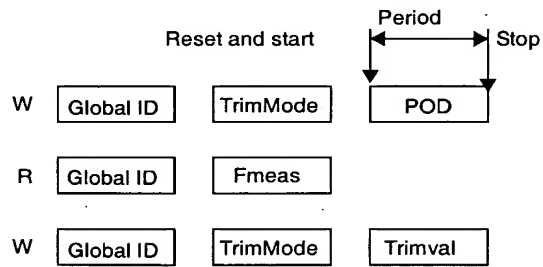 Period
Reset and start Stop
W Global ID TrimMode POD
R Global ID Fmeas
W Global ID TrimMode Trimval